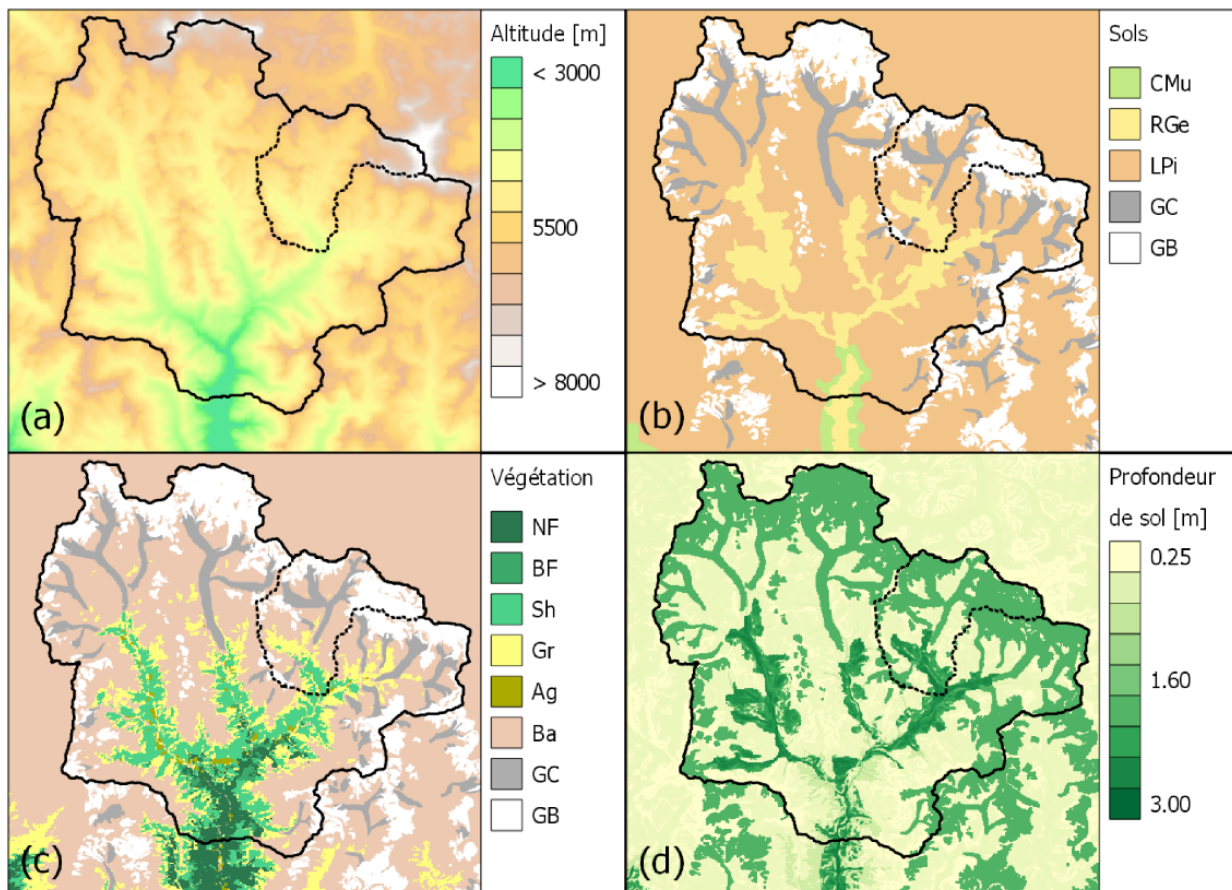 Altitude [m]
< 3000
5500
> 8000
(a)
Sols
CMu
RGe
LPi
GC
GB
(b)
Végétation
NF
BF
Sh
Gr
Ag
Ba
GC
GB
(c)
Profondeur
de sol [m]
0.25
1.60
3.00
(d)